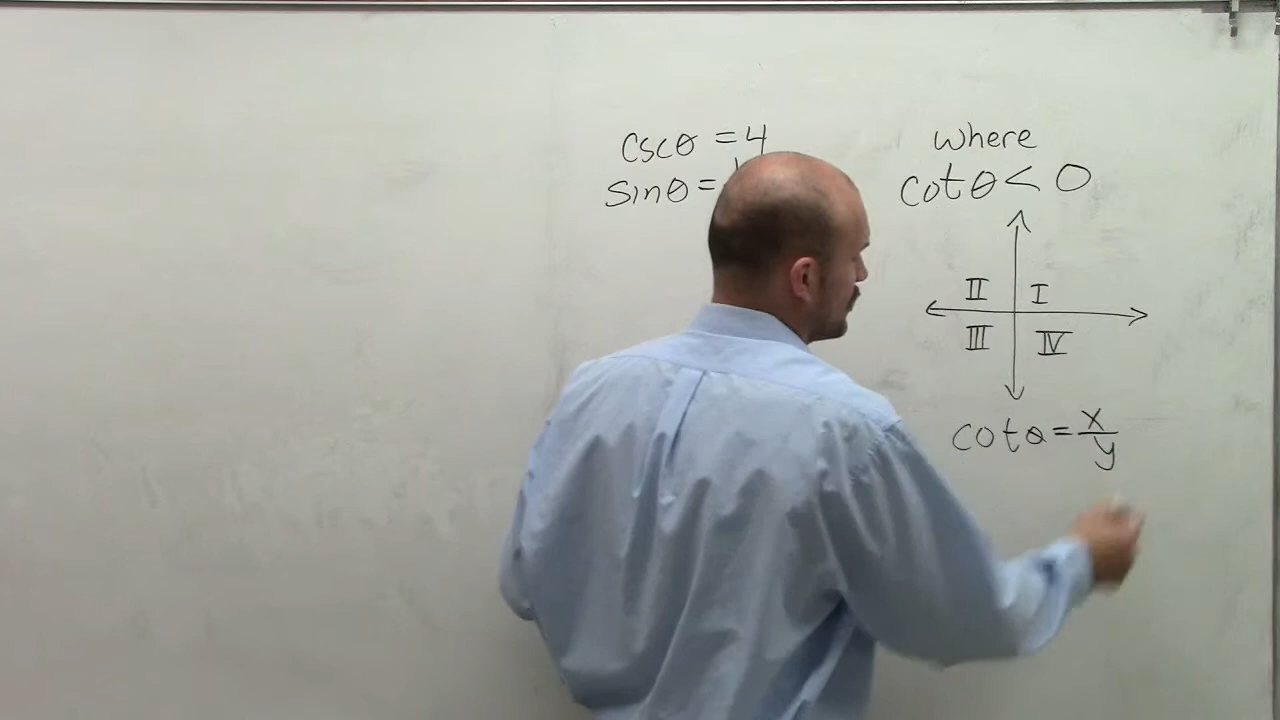 cscθ = 4
sinθ =
where
cotθ < 0
II I
III IV
cotθ = x/y